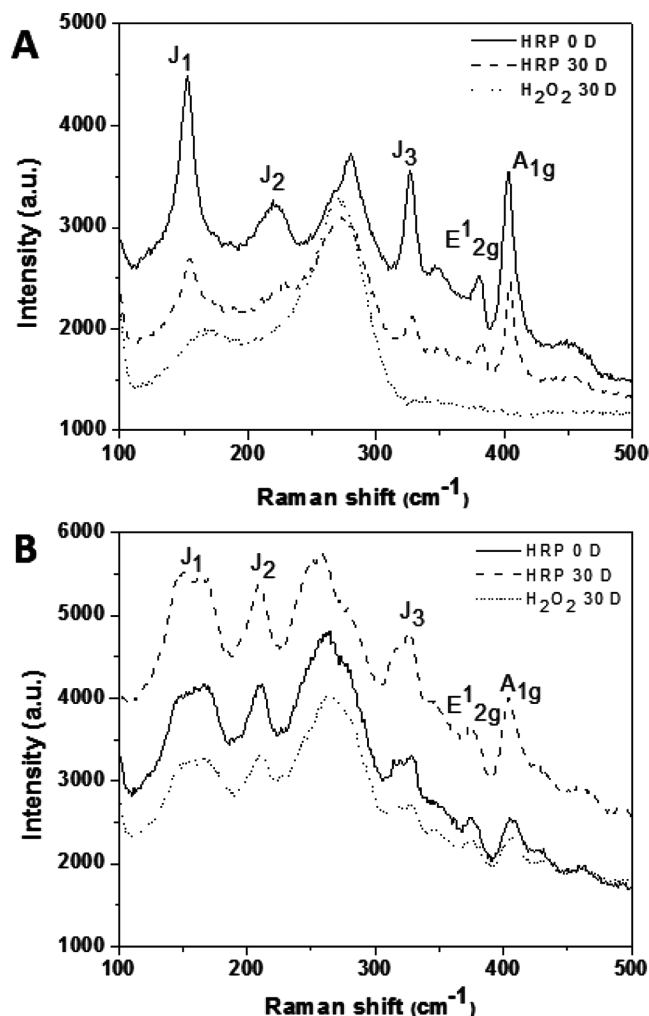 A
J1
J2
J3
E12g
A1g
HRP 0 D
HRP 30 D
H2O2 30 D
5000
4000
3000
2000
1000
Intensity (a.u.)
100 200 300 400 500
Raman shift (cm-1)
B
J1
J2
J3
E12g
A1g
HRP 0 D
HRP 30 D
H2O2 30 D
6000
5000
4000
3000
2000
1000
Intensity (a.u.)
100 200 300 400 500
Raman shift (cm-1)